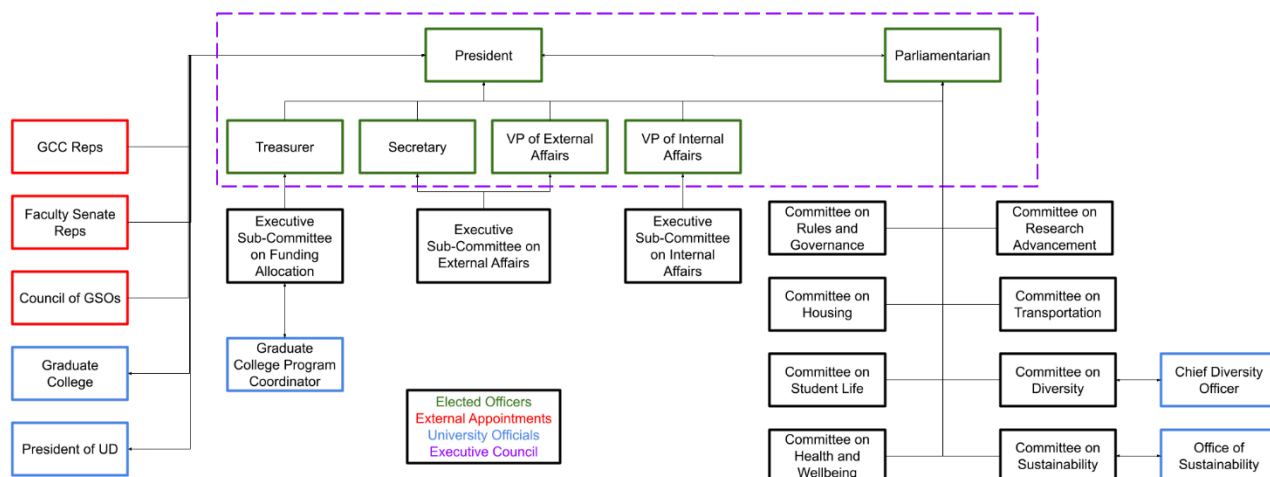 President
Parliamentarian
GCC Reps
Treasurer
Secretary
VP of External
Affairs
VP of Internal
Affairs
Faculty Senate
Reps
Executive
Sub-Committee
on Funding
Allocation
Executive
Sub-Committee on
External Affairs
Executive
Sub-Committee
on Internal
Affairs
Committee on
Rules and
Governance
Committee on
Research
Advancement
Council of GSOs
Committee on
Housing
Committee on
Transportation
Graduate
College
Graduate
College Program
Coordinator
Committee on
Student Life
Committee on
Diversity
Chief Diversity
Officer
Elected Officers
External Appointments
University Officials
Executive Council
President of UD
Committee on
Health and
Wellbeing
Committee on
Sustainability
Office of
Sustainability